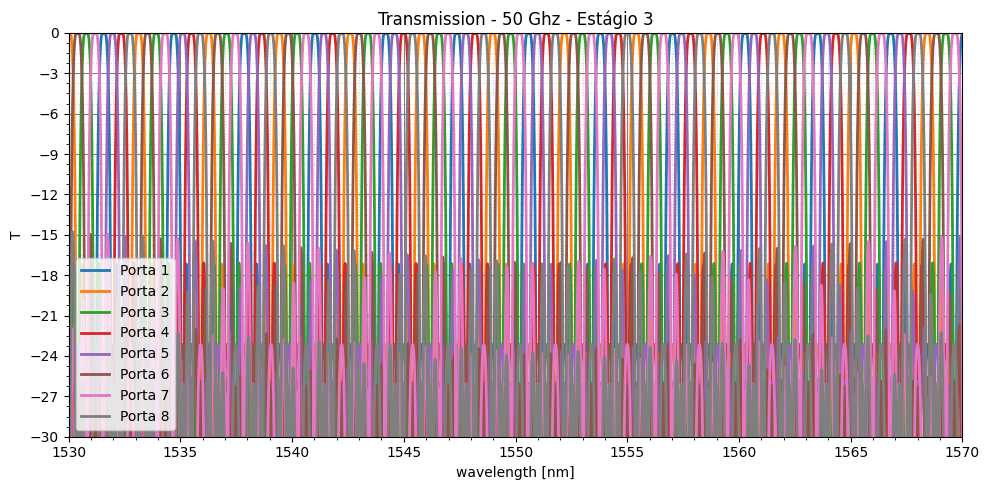 Transmission - 50 Ghz - Estágio 3
T
0
−3
−6
−9
−12
−15
−18
−21
−24
−27
−30
Porta 1
Porta 2
Porta 3
Porta 4
Porta 5
Porta 6
Porta 7
Porta 8
1530 1535 1540 1545 1550 1555 1560 1565 1570
wavelength [nm]